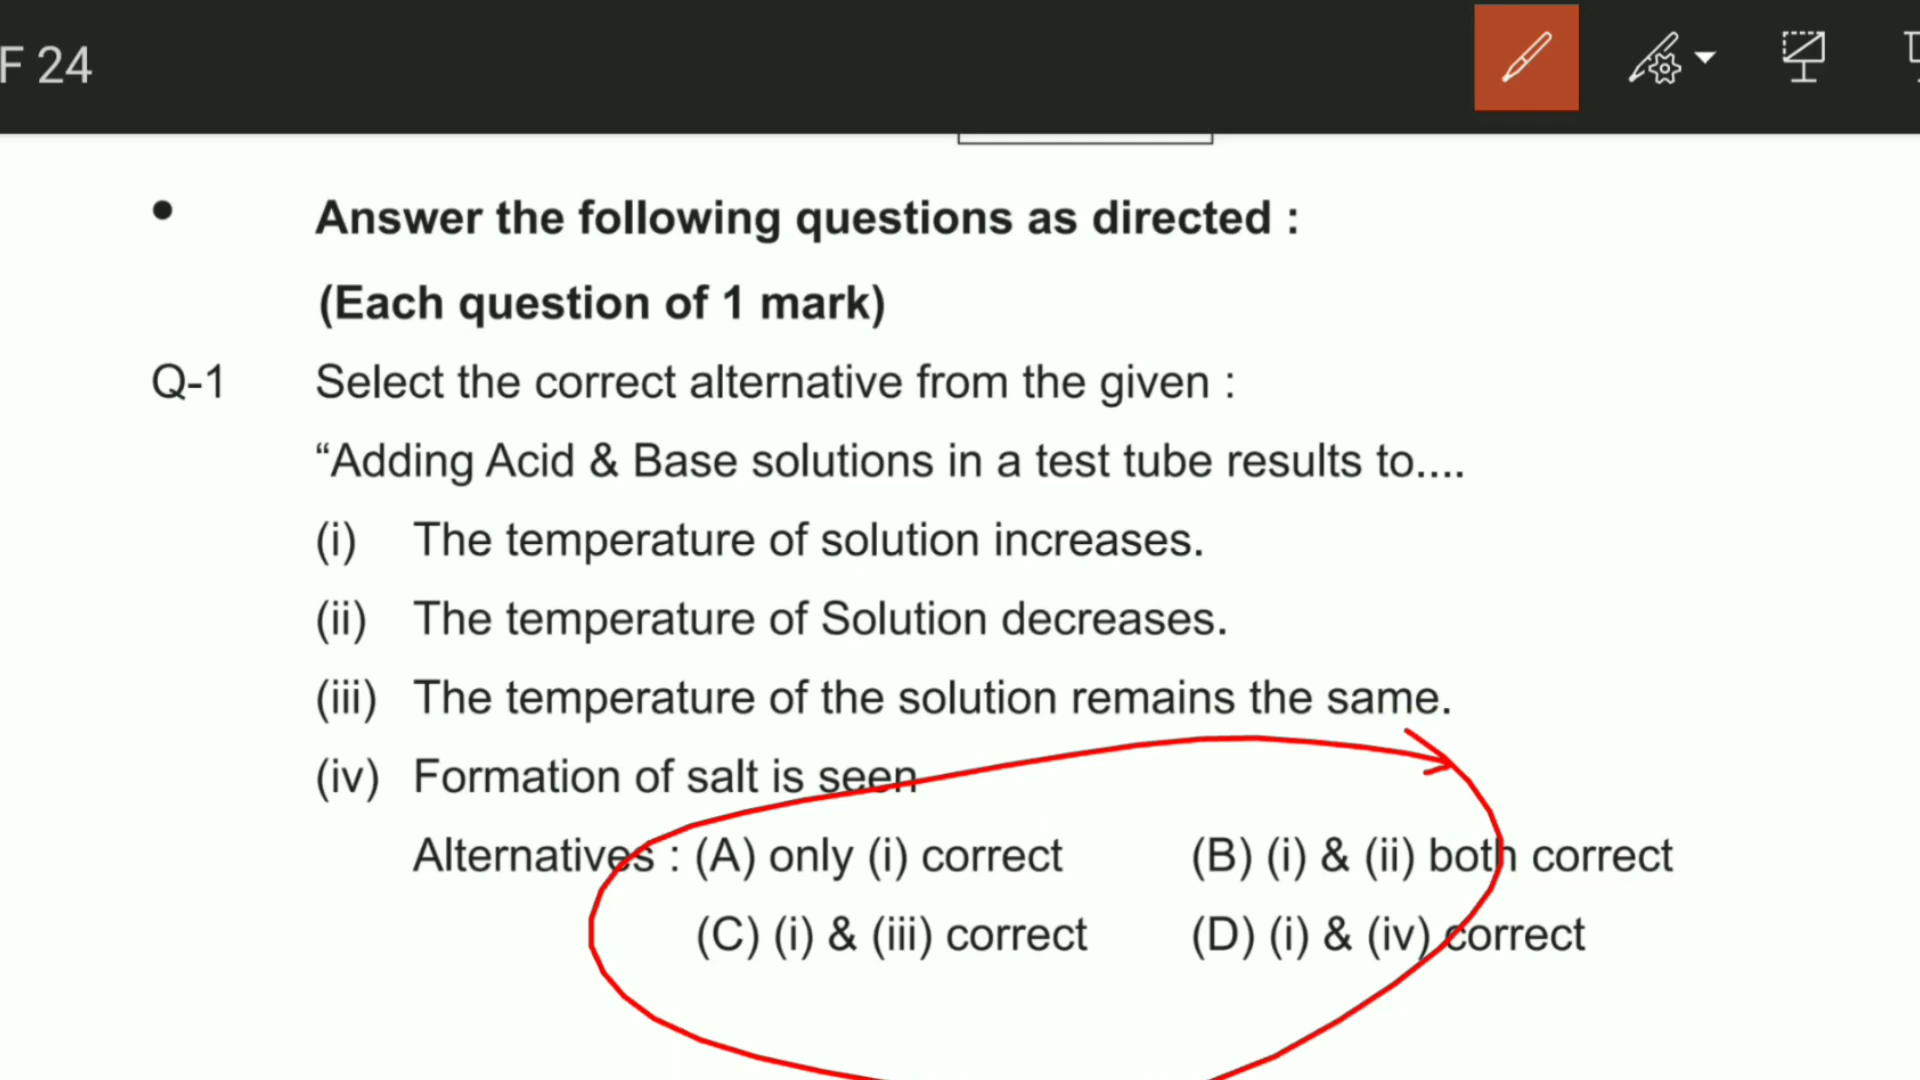 F 24
• Answer the following questions as directed :
(Each question of 1 mark)
Q-1 Select the correct alternative from the given :
“Adding Acid & Base solutions in a test tube results to....
(i) The temperature of solution increases.
(ii) The temperature of Solution decreases.
(iii) The temperature of the solution remains the same.
(iv) Formation of salt is seen
Alternatives : (A) only (i) correct (B) (i) & (ii) both correct
(C) (i) & (iii) correct (D) (i) & (iv) correct